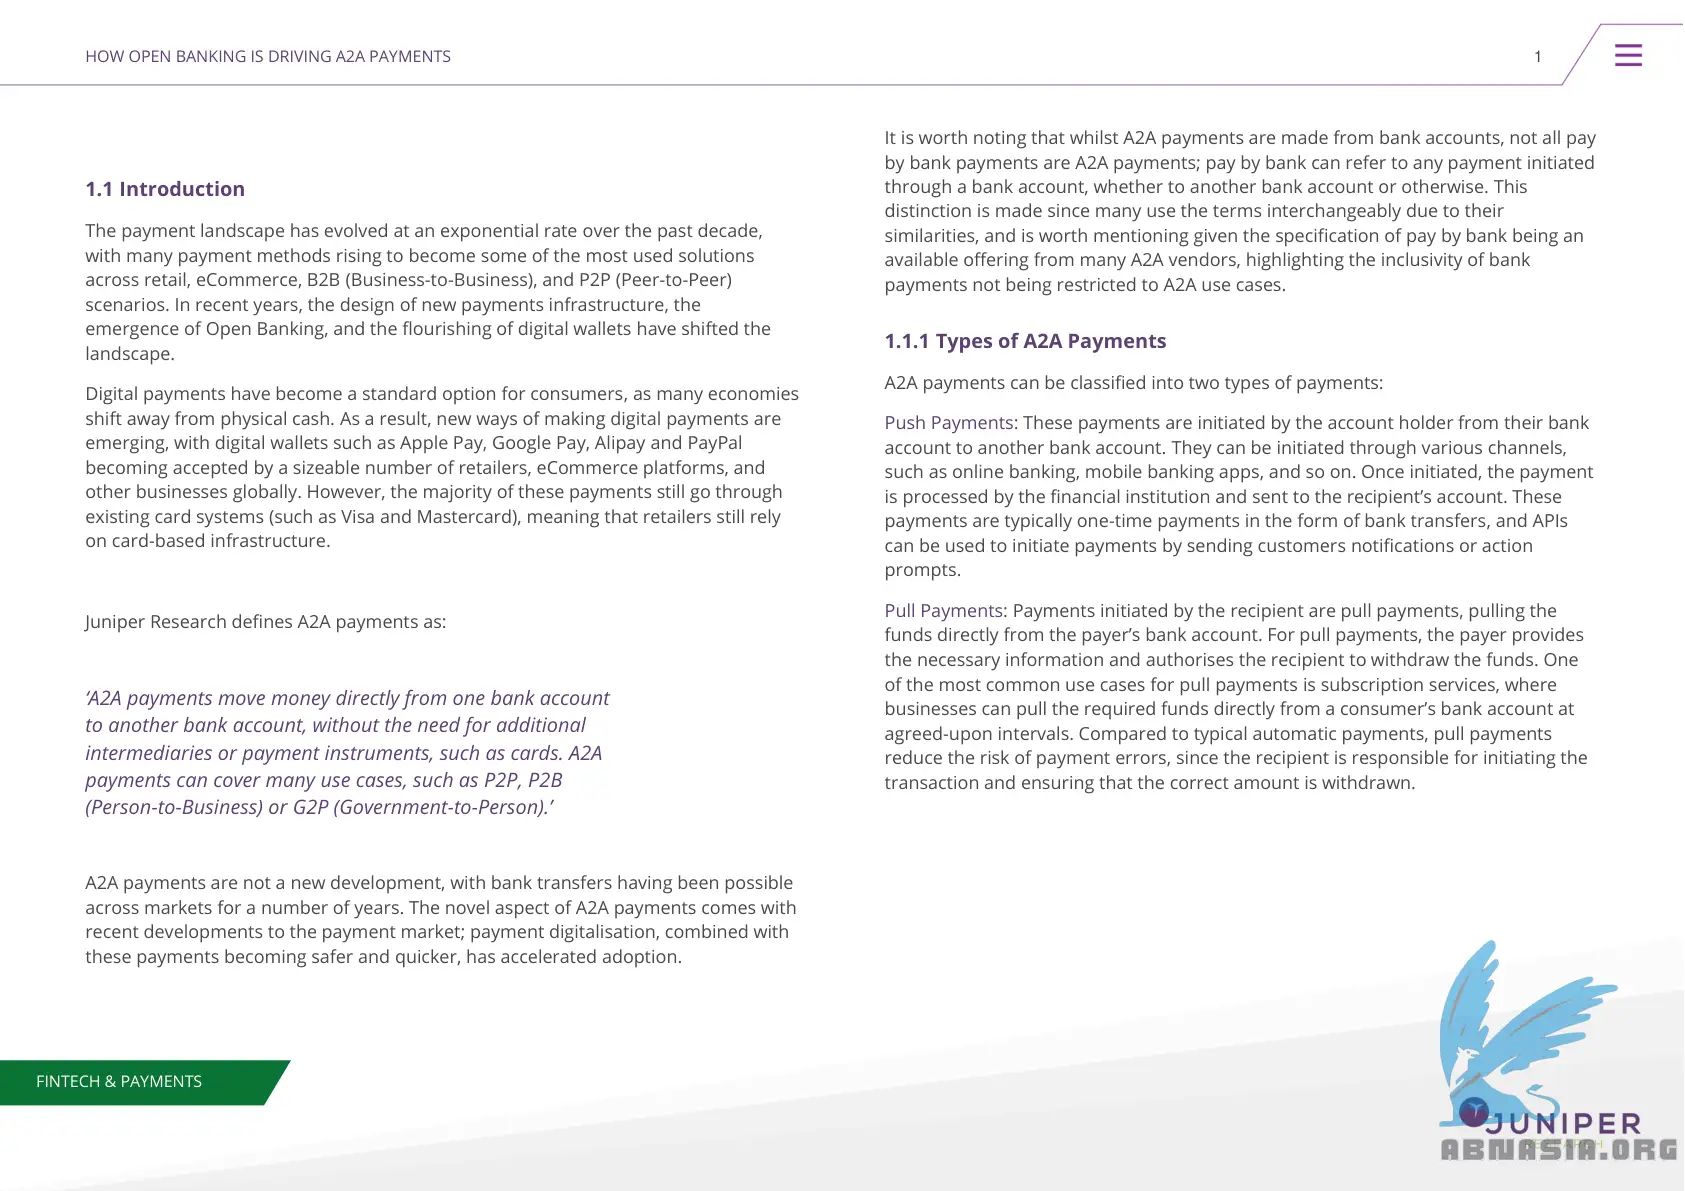 HOW OPEN BANKING IS DRIVING A2A PAYMENTS
1
1.1 Introduction
The payment landscape has evolved at an exponential rate over the past decade,
with many payment methods rising to become some of the most used solutions
across retail, eCommerce, B2B (Business-to-Business), and P2P (Peer-to-Peer)
scenarios. In recent years, the design of new payments infrastructure, the
emergence of Open Banking, and the flourishing of digital wallets have shifted the
landscape.
Digital payments have become a standard option for consumers, as many economies
shift away from physical cash. As a result, new ways of making digital payments are
emerging, with digital wallets such as Apple Pay, Google Pay, Alipay and PayPal
becoming accepted by a sizeable number of retailers, eCommerce platforms, and
other businesses globally. However, the majority of these payments still go through
existing card systems (such as Visa and Mastercard), meaning that retailers still rely
on card-based infrastructure.
Juniper Research defines A2A payments as:
‘A2A payments move money directly from one bank account
to another bank account, without the need for additional
intermediaries or payment instruments, such as cards. A2A
payments can cover many use cases, such as P2P, P2B
(Person-to-Business) or G2P (Government-to-Person).’
A2A payments are not a new development, with bank transfers having been possible
across markets for a number of years. The novel aspect of A2A payments comes with
recent developments to the payment market; payment digitalisation, combined with
these payments becoming safer and quicker, has accelerated adoption.
It is worth noting that whilst A2A payments are made from bank accounts, not all pay
by bank payments are A2A payments; pay by bank can refer to any payment initiated
through a bank account, whether to another bank account or otherwise. This
distinction is made since many use the terms interchangeably due to their
similarities, and is worth mentioning given the specification of pay by bank being an
available offering from many A2A vendors, highlighting the inclusivity of bank
payments not being restricted to A2A use cases.
1.1.1 Types of A2A Payments
A2A payments can be classified into two types of payments:
Push Payments: These payments are initiated by the account holder from their bank
account to another bank account. They can be initiated through various channels,
such as online banking, mobile banking apps, and so on. Once initiated, the payment
is processed by the financial institution and sent to the recipient’s account. These
payments are typically one-time payments in the form of bank transfers, and APIs
can be used to initiate payments by sending customers notifications or action
prompts.
Pull Payments: Payments initiated by the recipient are pull payments, pulling the
funds directly from the payer’s bank account. For pull payments, the payer provides
the necessary information and authorises the recipient to withdraw the funds. One
of the most common use cases for pull payments is subscription services, where
businesses can pull the required funds directly from a consumer’s bank account at
agreed-upon intervals. Compared to typical automatic payments, pull payments
reduce the risk of payment errors, since the recipient is responsible for initiating the
transaction and ensuring that the correct amount is withdrawn.
FINTECH & PAYMENTS
JUNIPER
ABNASIA.ORG